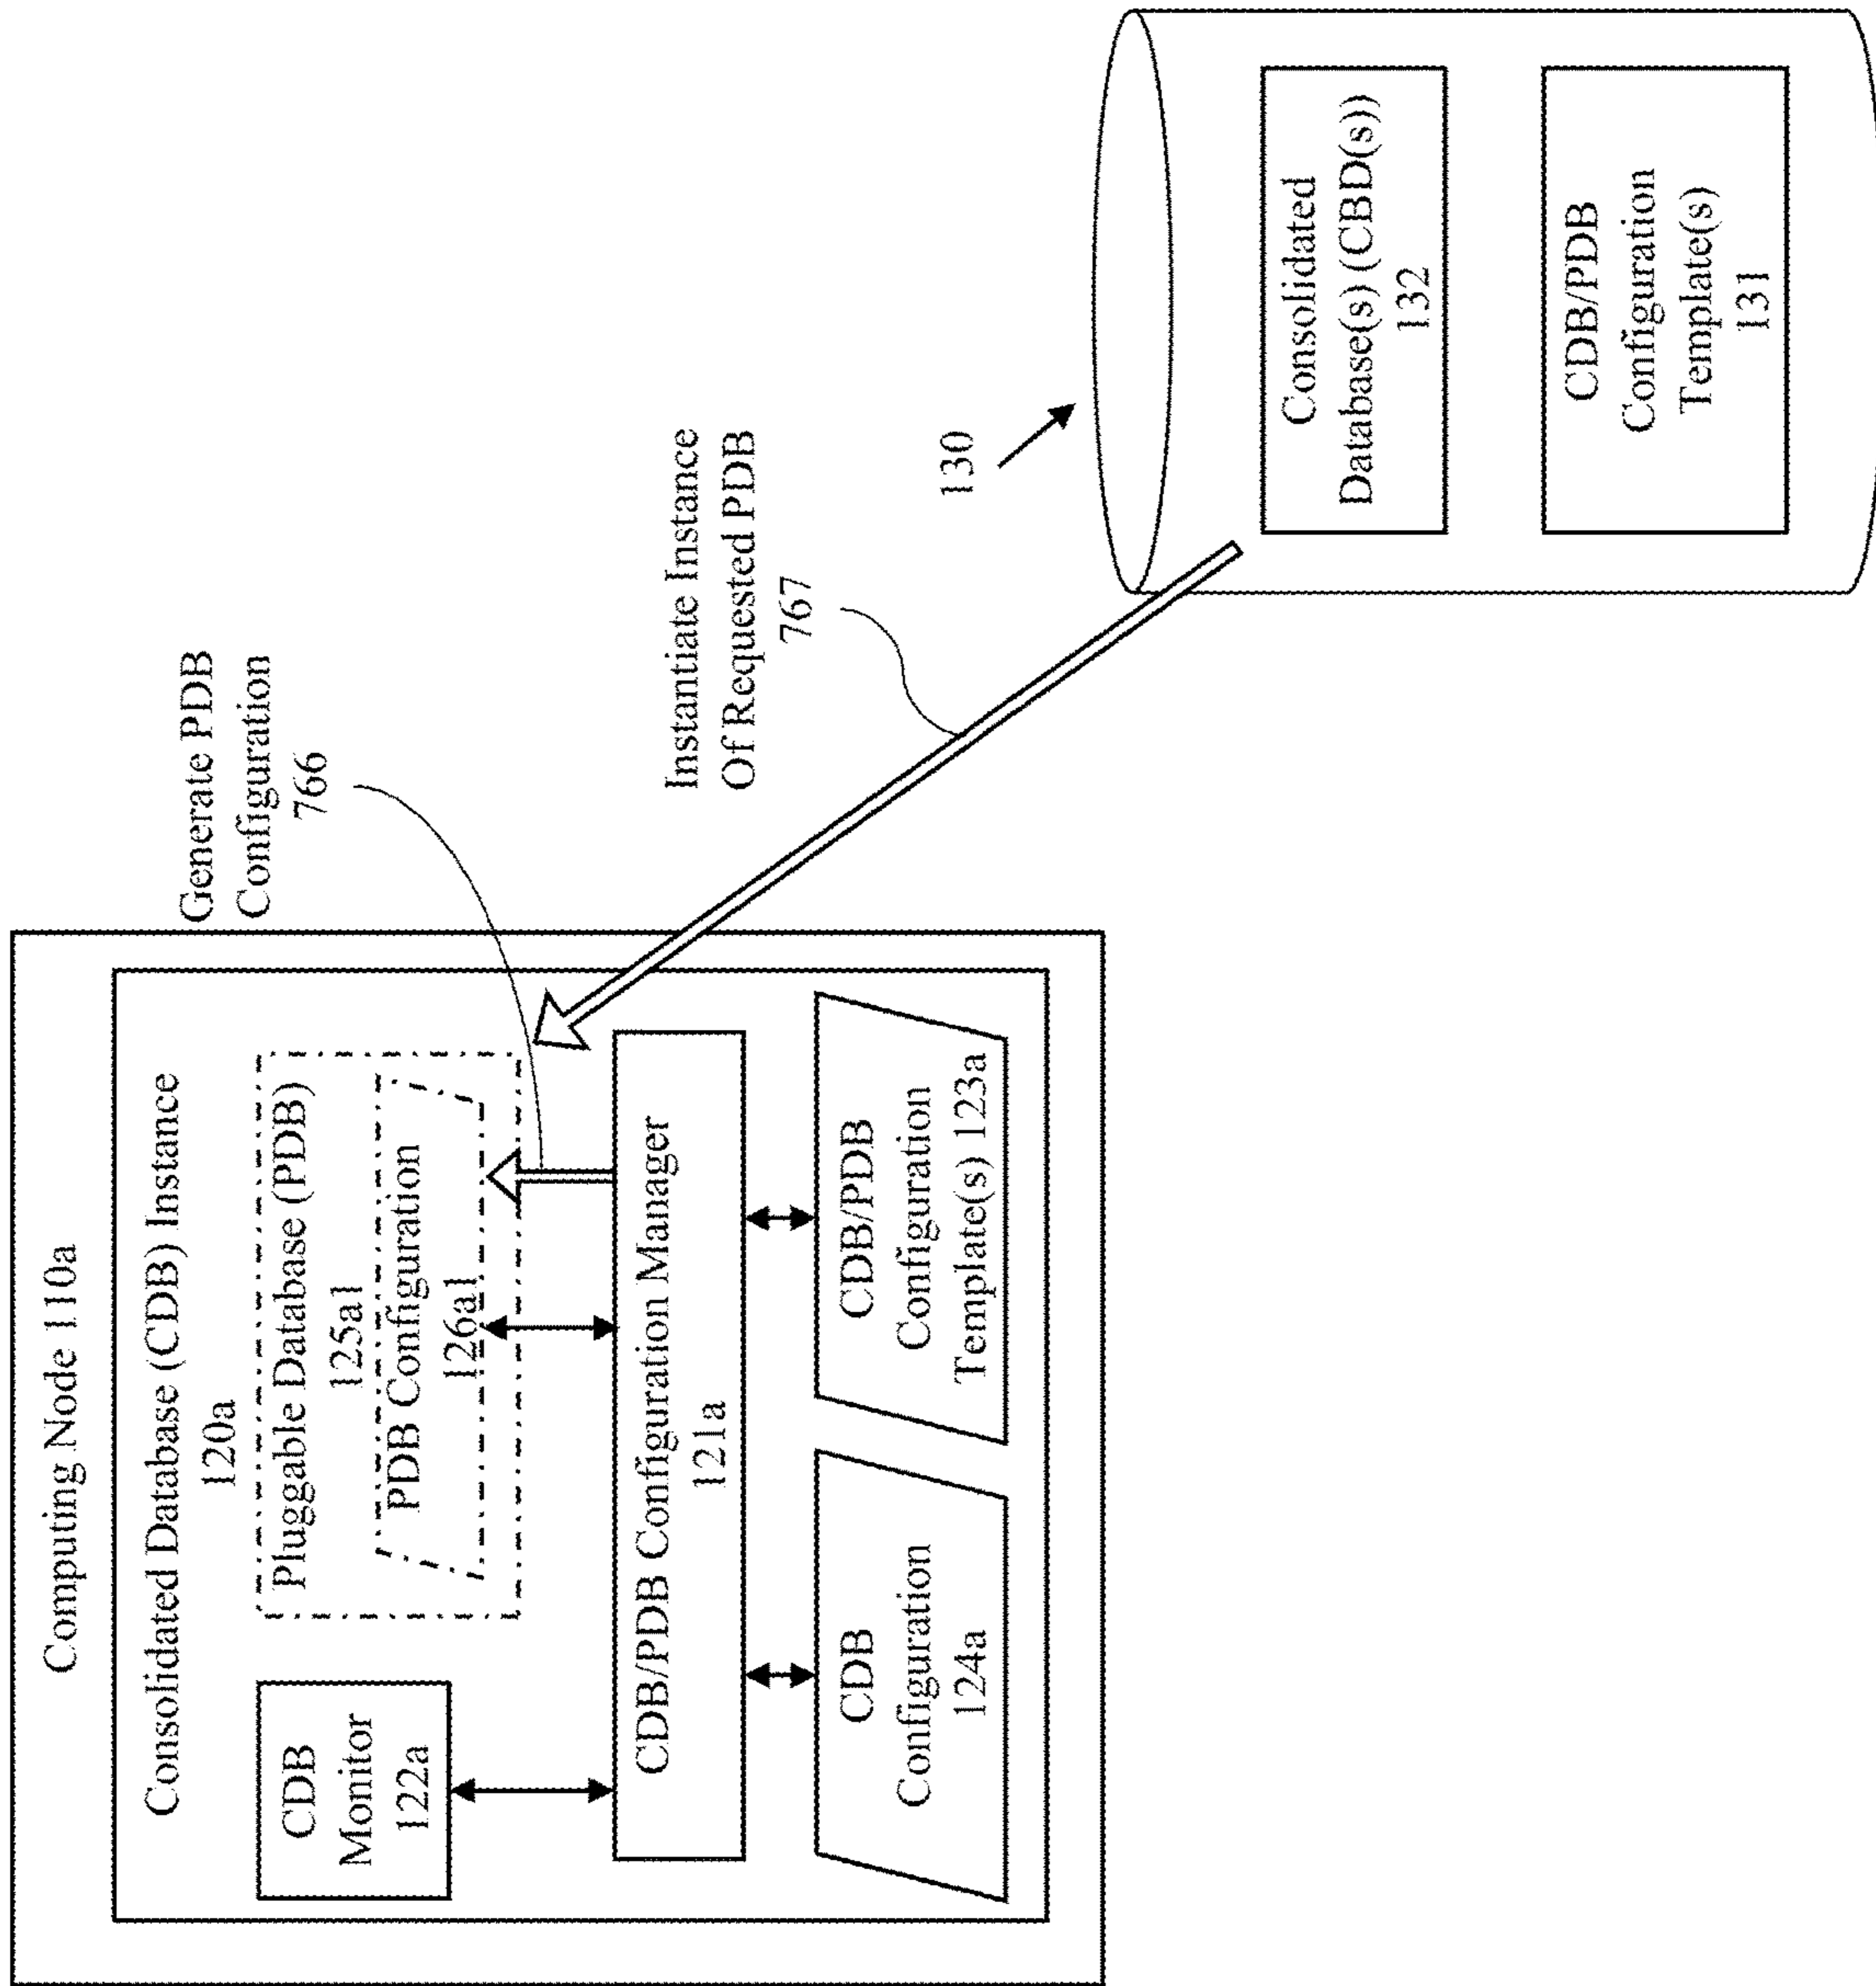 Computing Node 110a
Consolidated Database (CDB) Instance
120a
CDB
Monitor
122a
Pluggable Database (PDB)
125a1
PDB Configuration
126a1
CDB/PDB Configuration Manager
121a
CDB
Configuration
124a
CDB/PDB
Configuration
Template(s) 123a
Generate PDB
Configuration
766
Instantiate Instance
Of Requested PDB
767
130
Consolidated
Database(s) (CBD(s))
132
CDB/PDB
Configuration
Template(s)
131